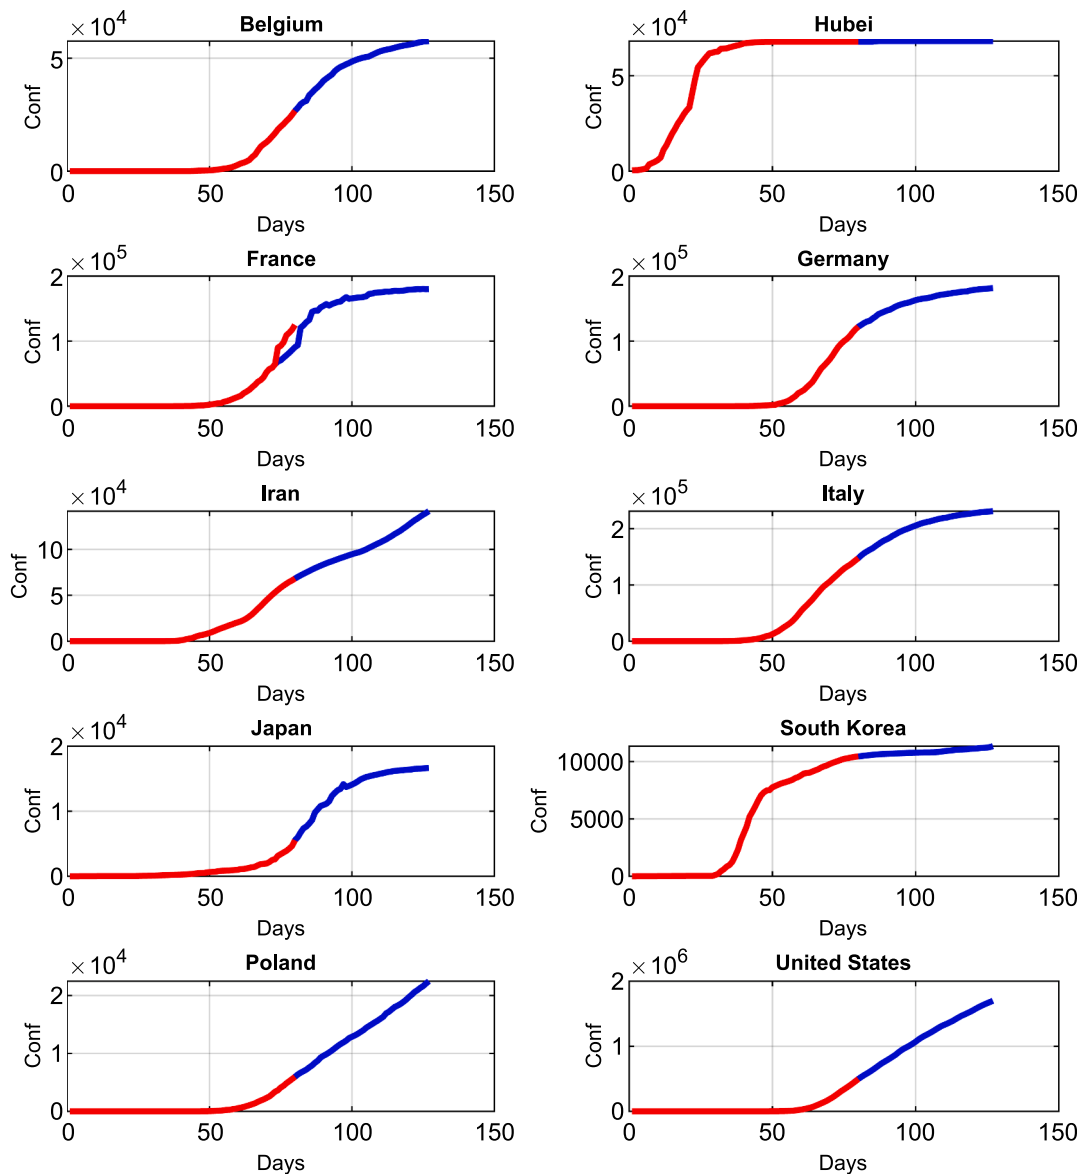 ×10^4
Belgium
5
0
Conf
0 50 100 150
Days
×10^4
Hubei
5
0
Conf
0 50 100 150
Days
×10^5
France
2
1
0
Conf
0 50 100 150
Days
×10^5
Germany
2
1
0
Conf
0 50 100 150
Days
×10^4
Iran
10
5
0
Conf
0 50 100 150
Days
×10^5
Italy
2
1
0
Conf
0 50 100 150
Days
×10^4
Japan
2
1
0
Conf
0 50 100 150
Days
South Korea
10000
5000
0
Conf
0 50 100 150
Days
×10^4
Poland
2
1
0
Conf
0 50 100 150
Days
×10^6
United States
2
1
0
Conf
0 50 100 150
Days